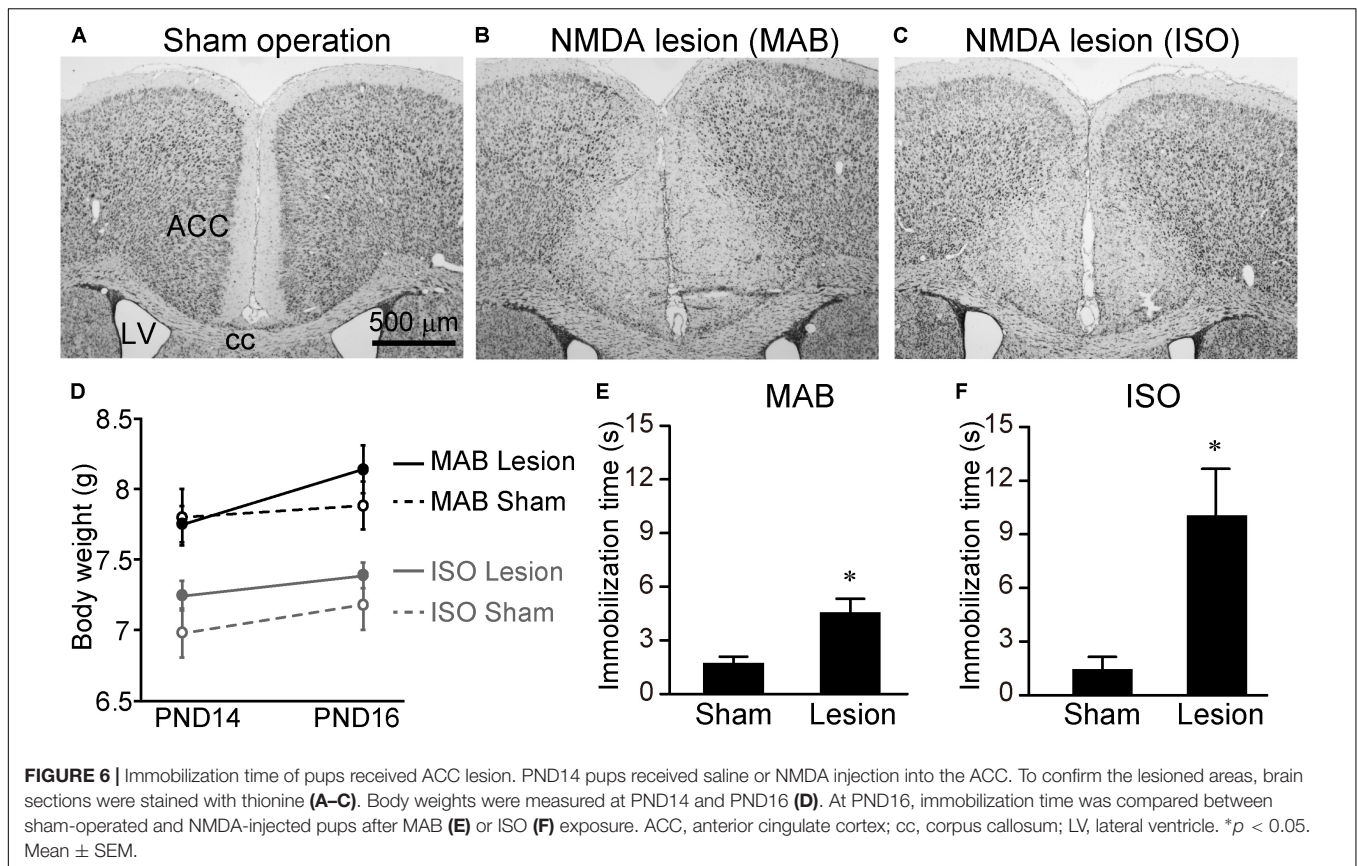 A Sham operation
B NMDA lesion (MAB)
C NMDA lesion (ISO)
ACC
LV
cc
500 μm
D
8.5
8
7.5
7
6.5
Body weight (g)
PND14
PND16
MAB Lesion
MAB Sham
ISO Lesion
ISO Sham
E
MAB
Immobilization time (s)
15
12
9
6
3
0
*
Sham
Lesion
F
ISO
Immobilization time (s)
15
12
9
6
3
0
*
Sham
Lesion
FIGURE 6 | Immobilization time of pups received ACC lesion. PND14 pups received saline or NMDA injection into the ACC. To confirm the lesioned areas, brain
sections were stained with thionine (A–C). Body weights were measured at PND14 and PND16 (D). At PND16, immobilization time was compared between
sham-operated and NMDA-injected pups after MAB (E) or ISO (F) exposure. ACC, anterior cingulate cortex; cc, corpus callosum; LV, lateral ventricle. *p < 0.05.
Mean ± SEM.